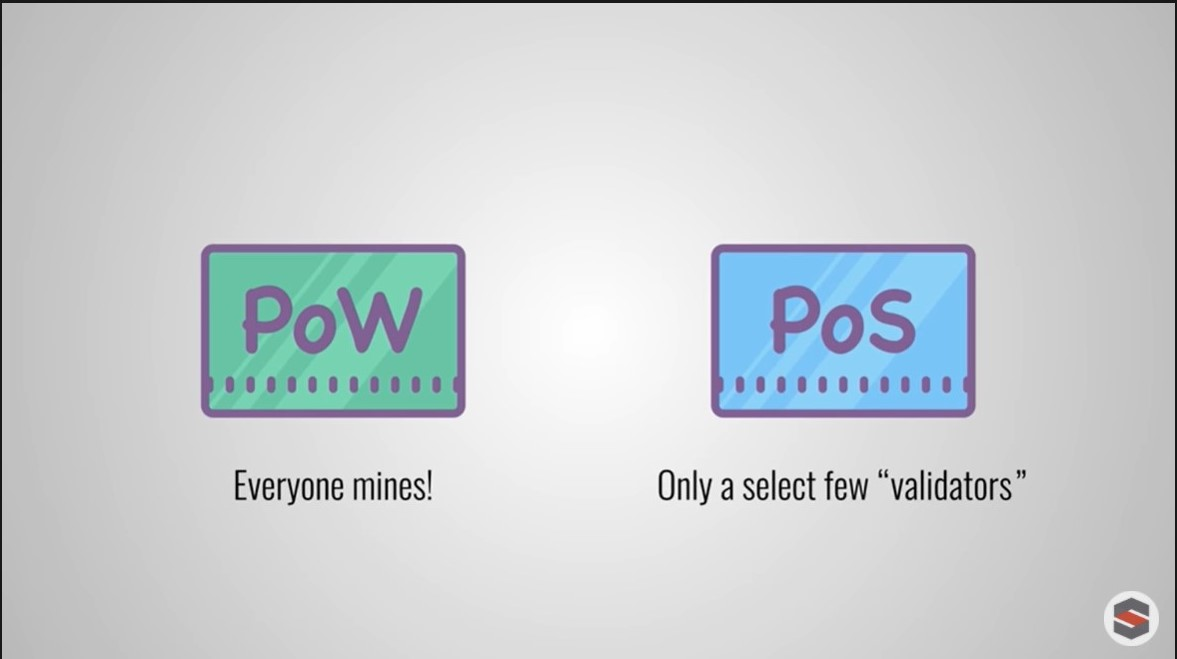 PoW
PoS
Everyone mines!
Only a select few “validators”